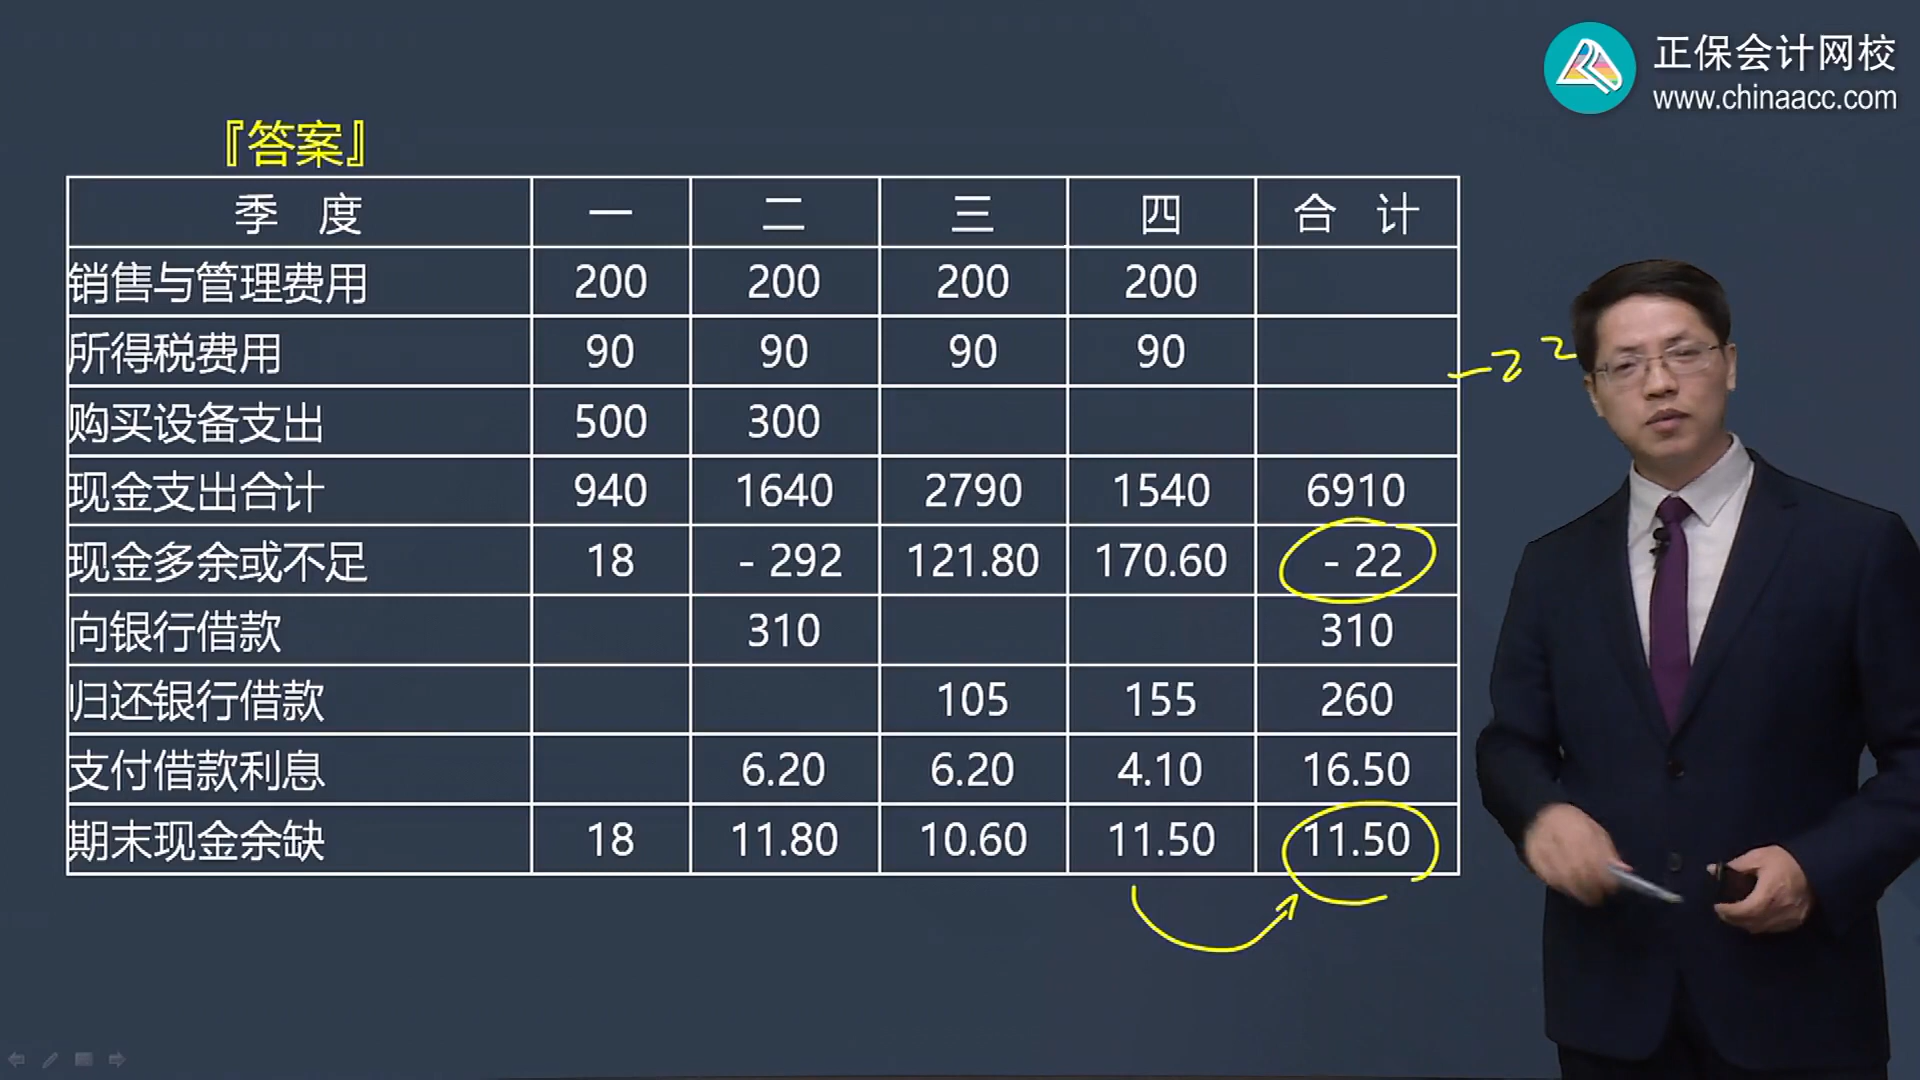 正保会计网校
www.chinaacc.com
『答案』
季 度 一 二 三 四 合 计
销售与管理费用 200 200 200 200
所得税费用 90 90 90 90
-22
购买设备支出 500 300
现金支出合计 940 1640 2790 1540 6910
现金多余或不足 18 - 292 121.80 170.60 - 22
向银行借款 310 310
归还银行借款 105 155 260
支付借款利息 6.20 6.20 4.10 16.50
期末现金余缺 18 11.80 10.60 11.50 11.50